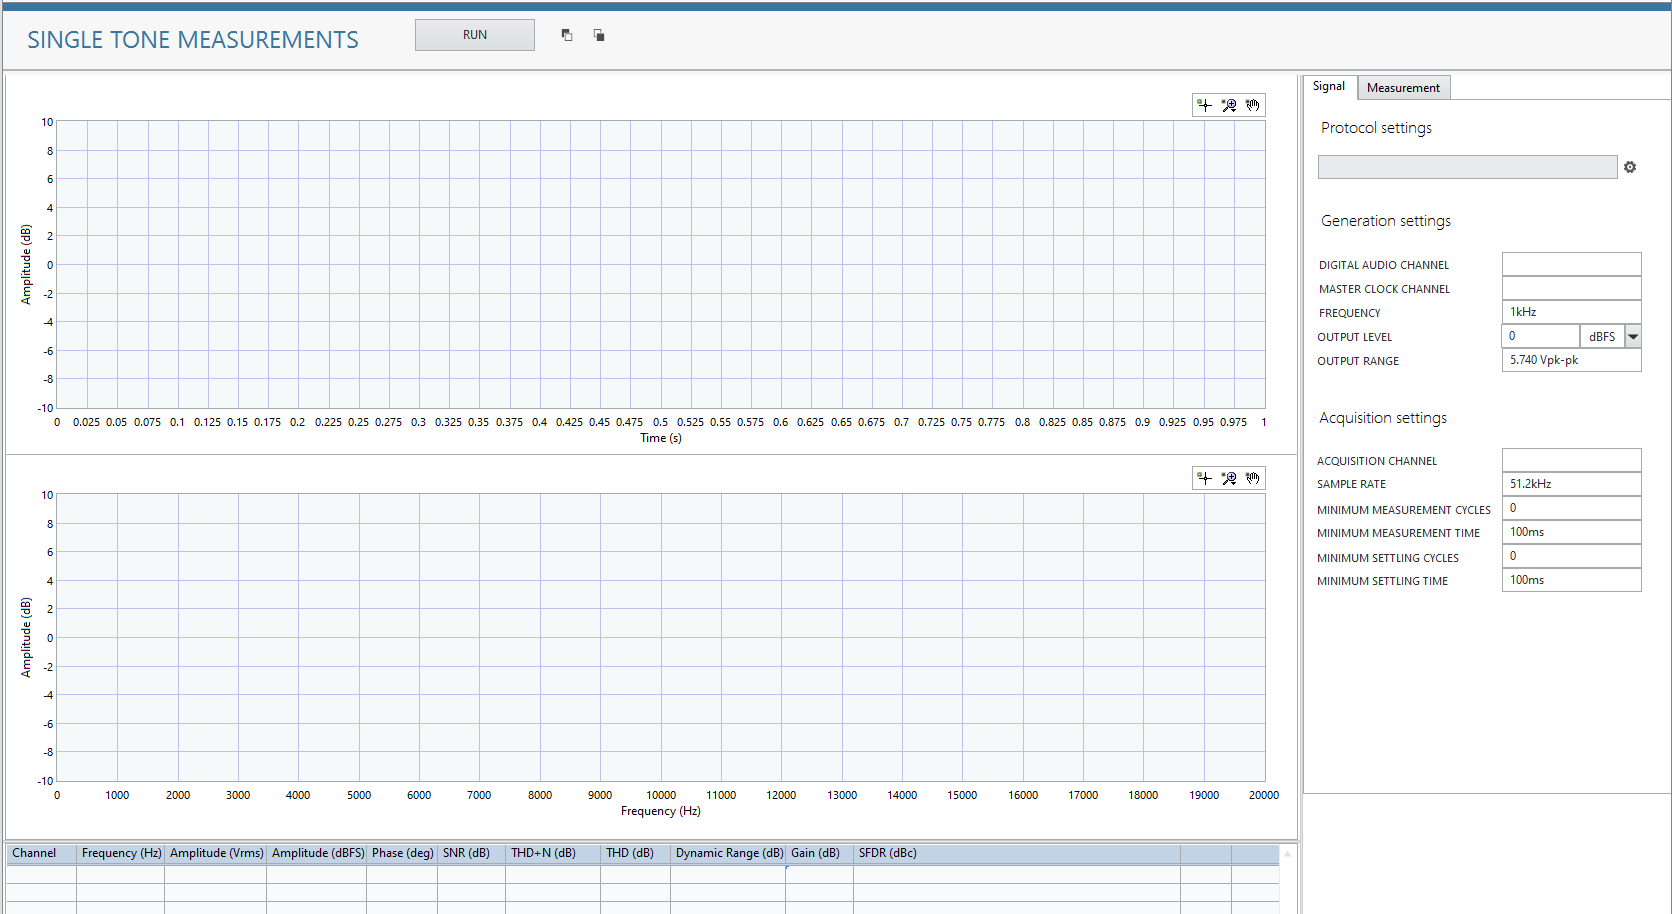 SINGLE TONE MEASUREMENTS
RUN
Signal
Measurement
Protocol settings
Generation settings
DIGITAL AUDIO CHANNEL
MASTER CLOCK CHANNEL
FREQUENCY 1kHz
OUTPUT LEVEL 0 dBFS
OUTPUT RANGE 5.740 Vpk-pk
Acquisition settings
ACQUISITION CHANNEL
SAMPLE RATE 51.2kHz
MINIMUM MEASUREMENT CYCLES 0
MINIMUM MEASUREMENT TIME 100ms
MINIMUM SETTLING CYCLES 0
MINIMUM SETTLING TIME 100ms
Amplitude (dB)
10
8
6
4
2
0
-2
-4
-6
-8
-10
0 0.025 0.05 0.075 0.1 0.125 0.15 0.175 0.2 0.225 0.25 0.275 0.3 0.325 0.35 0.375 0.4 0.425 0.45 0.475 0.5 0.525 0.55 0.575 0.6 0.625 0.65 0.675 0.7 0.725 0.75 0.775 0.8 0.825 0.85 0.875 0.9 0.925 0.95 0.975 1
Time (s)
Amplitude (dB)
10
8
6
4
2
0
-2
-4
-6
-8
-10
0 1000 2000 3000 4000 5000 6000 7000 8000 9000 10000 11000 12000 13000 14000 15000 16000 17000 18000 19000 20000
Frequency (Hz)
Channel Frequency (Hz) Amplitude (Vrms) Amplitude (dBFS) Phase (deg) SNR (dB) THD+N (dB) THD (dB) Dynamic Range (dB) Gain (dB) SFDR (dBc)